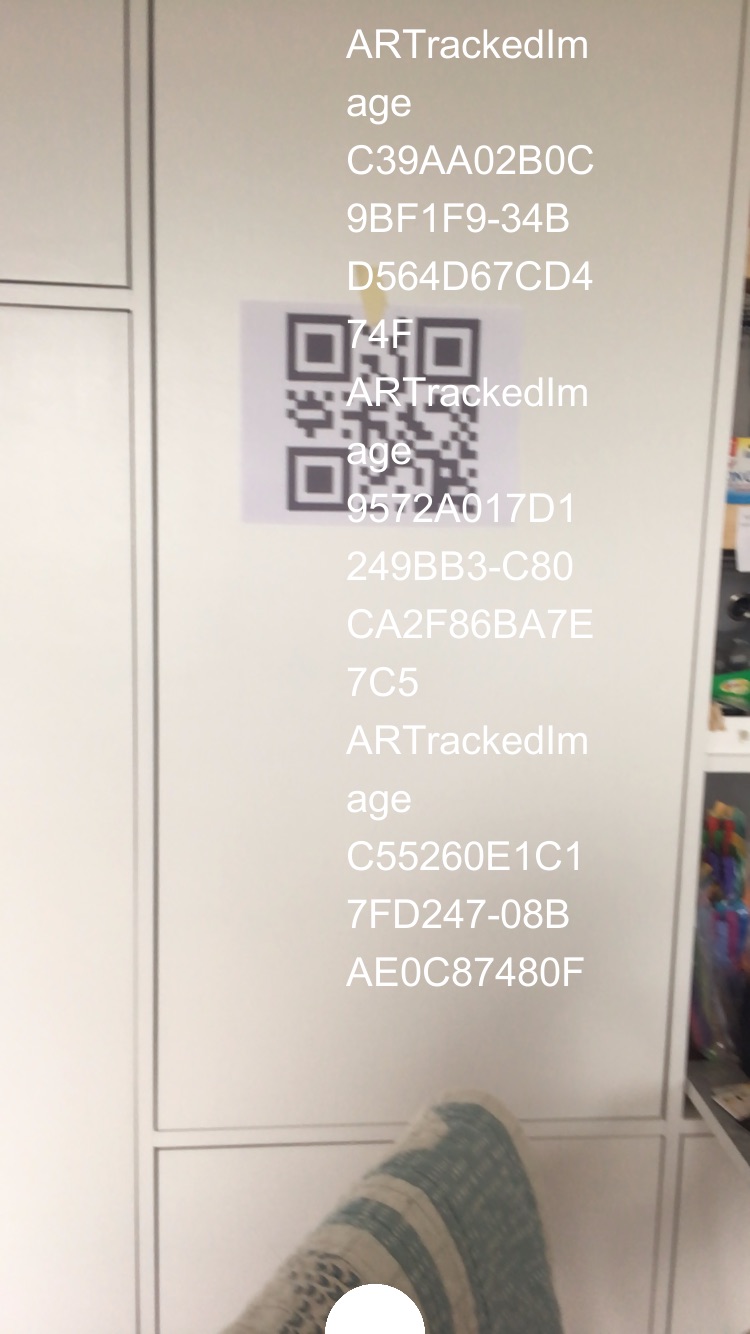 ARTrackedIm
age
C39AA02B0C
9BF1F9-34B
D564D67CD4
74F
ARTrackedIm
age
9572A017D1
249BB3-C80
CA2F86BA7E
7C5
ARTrackedIm
age
C55260E1C1
7FD247-08B
AE0C87480F